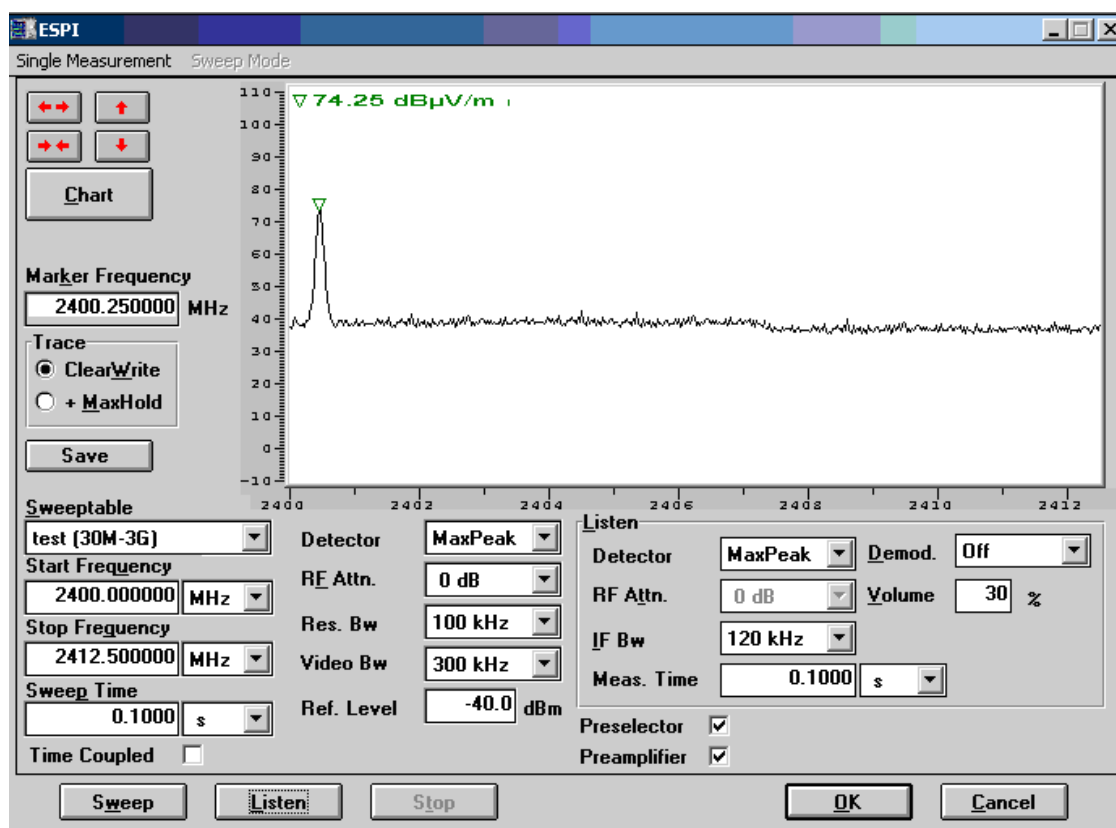 ESPI
Single Measurement Sweep Mode
110
▽ 74.25 dBµV/m
100
90
Chart
80
70
60
Marker Frequency
50
2400.250000 MHz
40
Trace
30
ClearWrite
20
+ MaxHold
10
Save
0
-10
2400 2402 2404 2406 2408 2410 2412
Sweeptable
test (30M-3G)
Start Frequency
2400.000000 MHz
Stop Frequency
2412.500000 MHz
Sweep Time
0.1000 s
Time Coupled
Detector MaxPeak
RF Attn. 0 dB
Res. Bw 100 kHz
Video Bw 300 kHz
Ref. Level -40.0 dBm
Listen
Detector MaxPeak Demod. Off
RF Attn. 0 dB Volume 30 %
IF Bw 120 kHz
Meas. Time 0.1000 s
Preselector
Preamplifier
Sweep Listen Stop OK Cancel